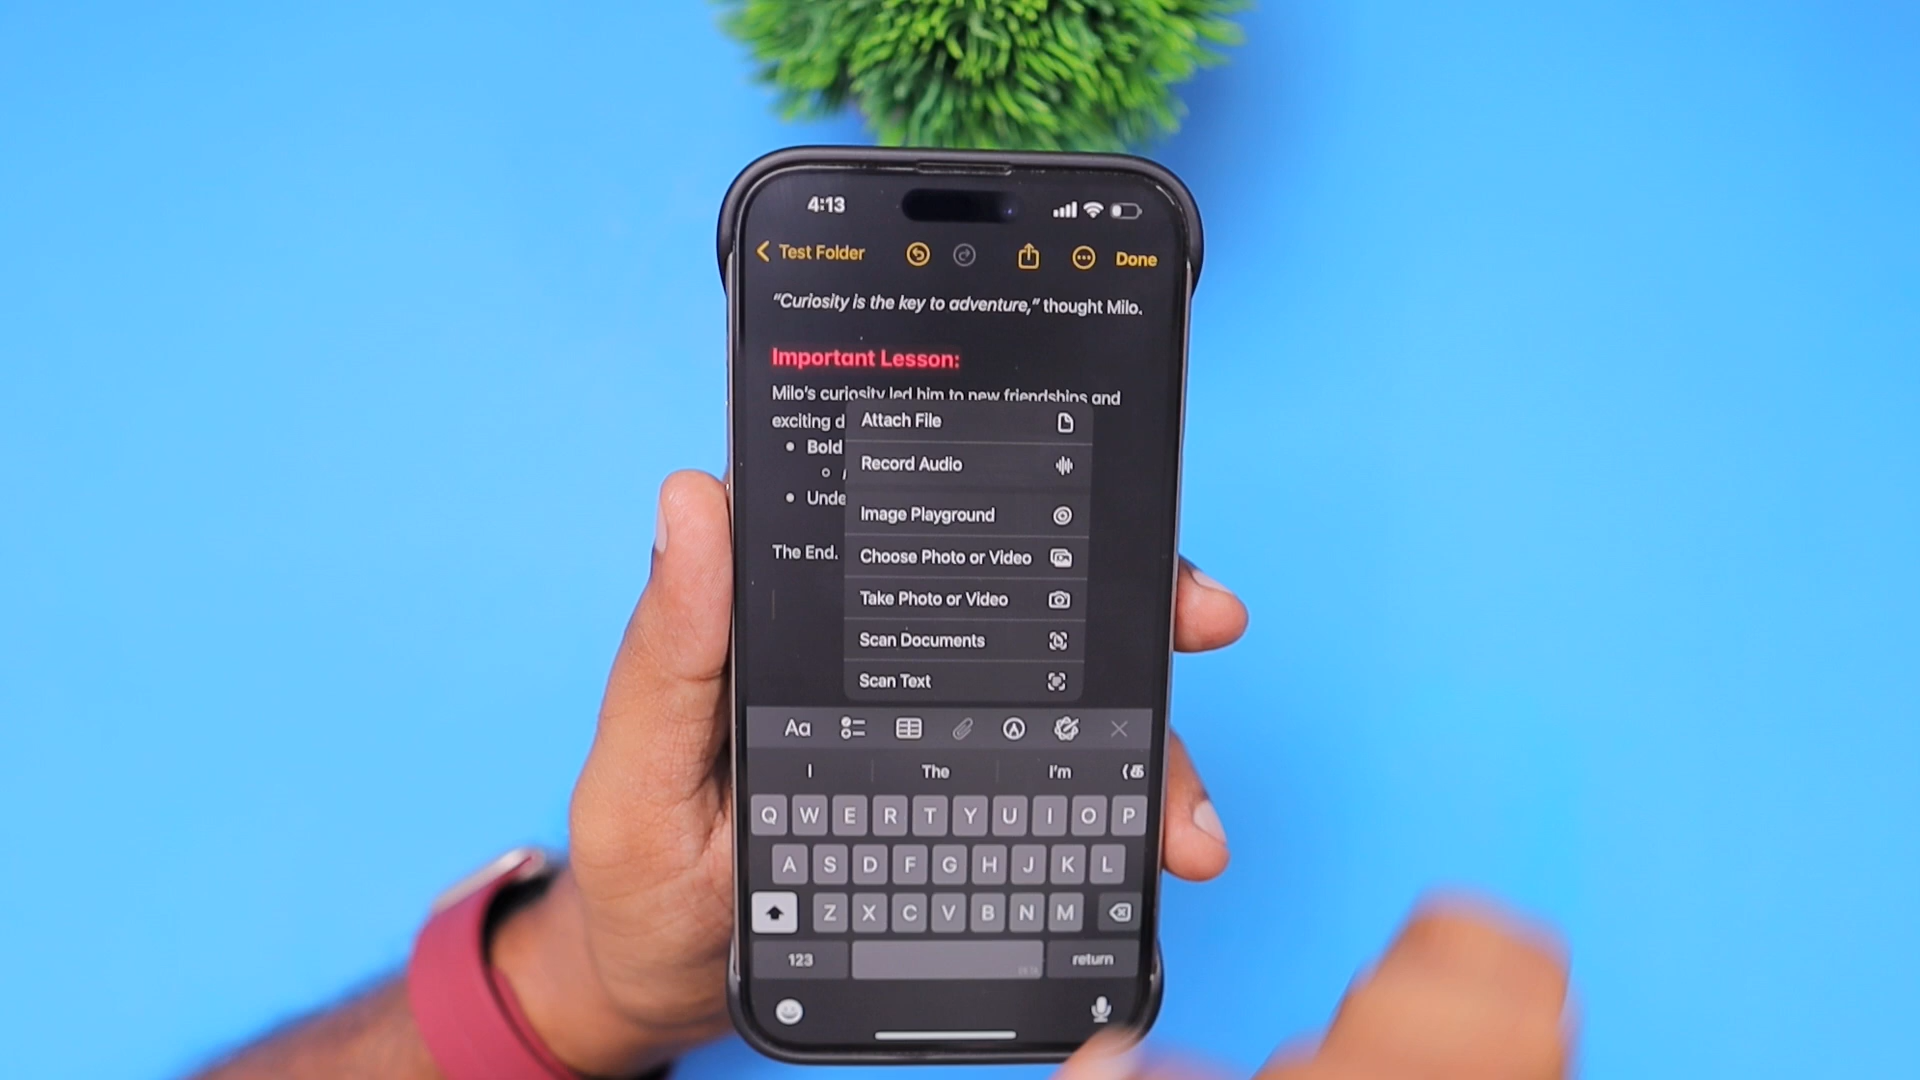 4:13
Test Folder
Done
“Curiosity is the key to adventure,” thought Milo.
Important Lesson:
Milo’s curiosity led him to new friendships and
exciting d
Bold
Unde
The End.
Attach File
Record Audio
Image Playground
Choose Photo or Video
Take Photo or Video
Scan Documents
Scan Text
Aa
I The I’m
Q W E R T Y U I O P
A S D F G H J K L
Z X C V B N M
123 return